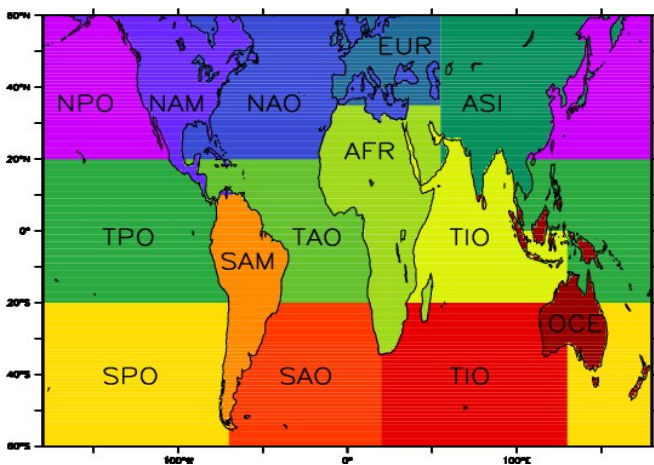 60°N
EUR
40°N
NPO
NAM
NAO
ASI
AFR
20°N
0°
TPO
TAO
TIO
SAM
20°S
OCE
SPO
SAO
TIO
40°S
60°S
100°W
0°
100°E